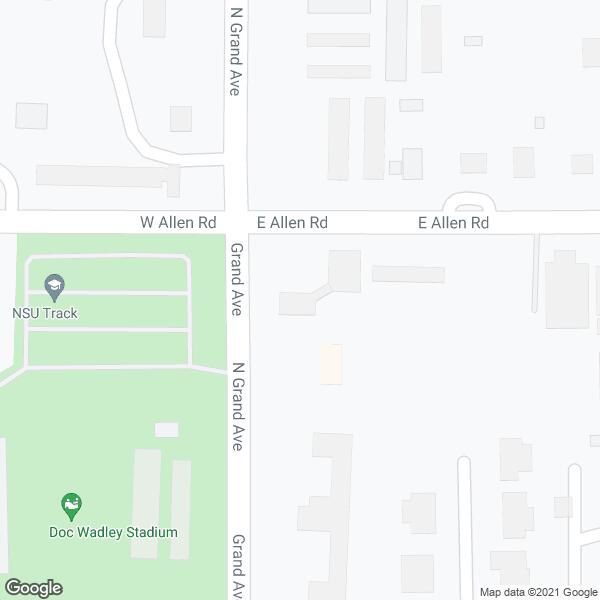 N Grand Ave
W Allen Rd
E Allen Rd
E Allen Rd
Grand Ave
NSU Track
N Grand Ave
Doc Wadley Stadium
Grand Av
Google
Map data ©2021 Google